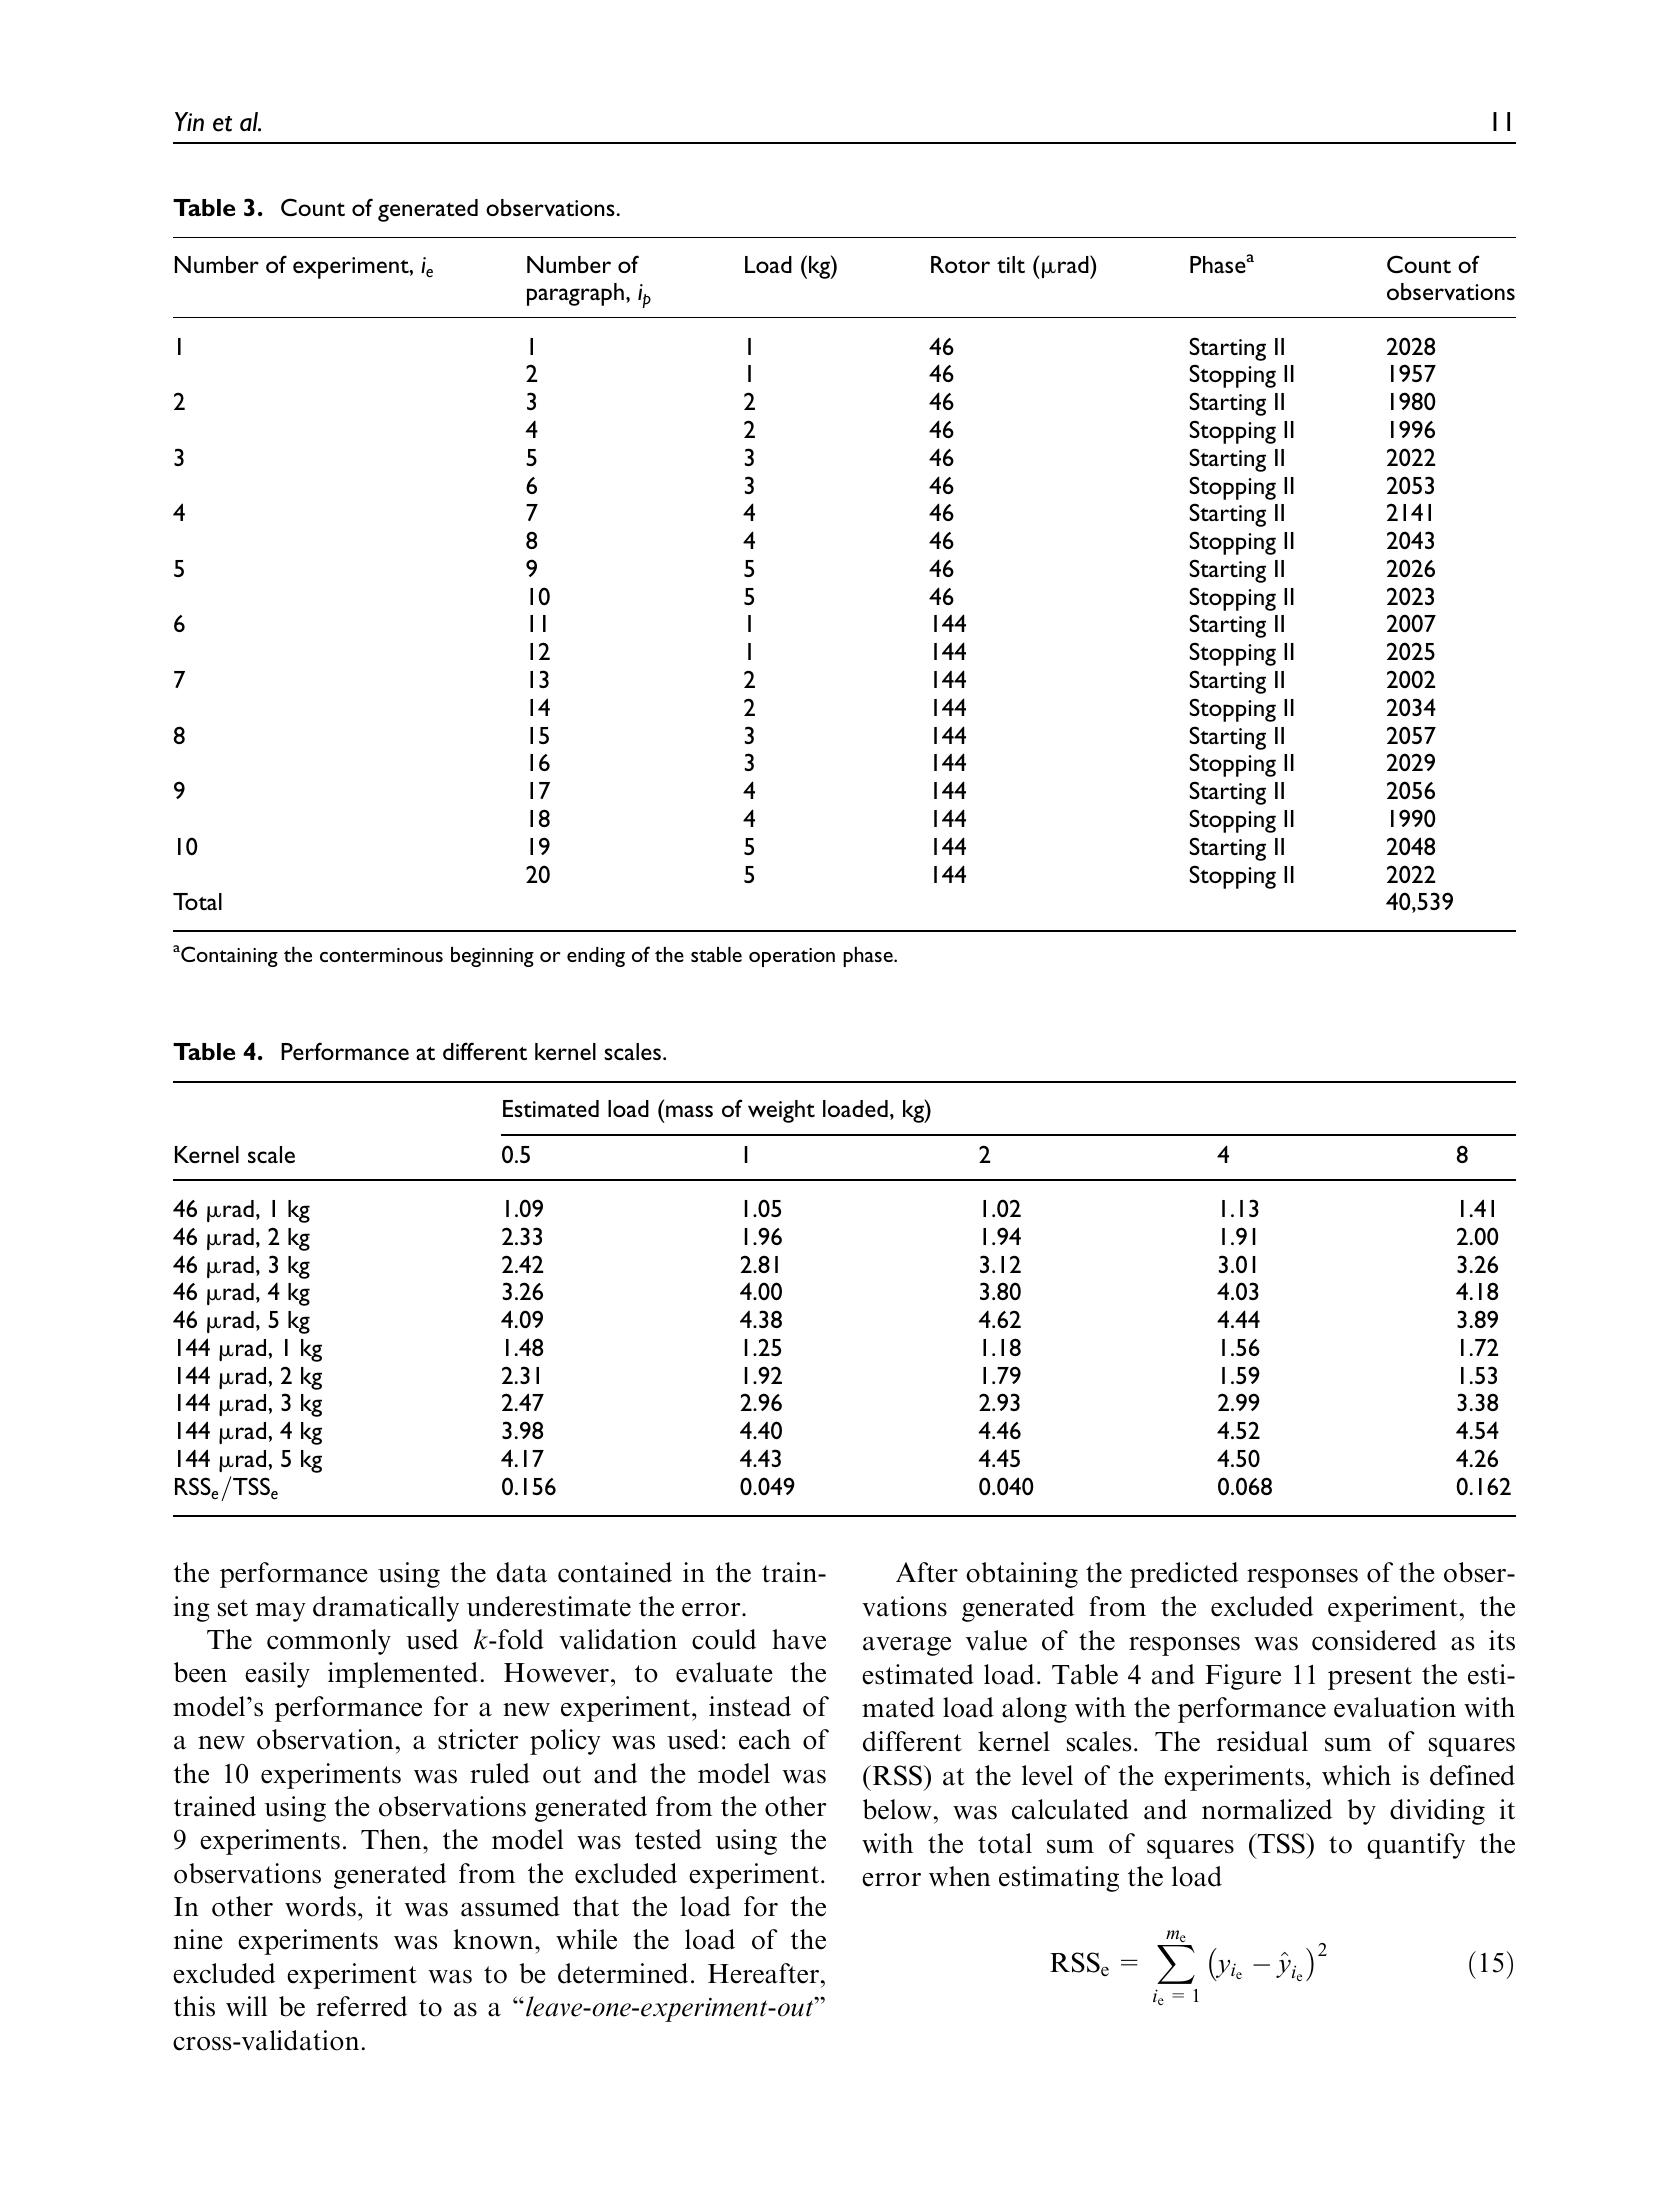 Yin et al. 11
Table 3. Count of generated observations.
Number of experiment, ie Number of paragraph, ip Load (kg) Rotor tilt (μrad) Phasea Count of observations
1 1 1 46 Starting II 2028
2 1 46 Stopping II 1957
2 3 2 46 Starting II 1980
4 2 46 Stopping II 1996
3 5 3 46 Starting II 2022
6 3 46 Stopping II 2053
4 7 4 46 Starting II 2141
8 4 46 Stopping II 2043
5 9 5 46 Starting II 2026
10 5 46 Stopping II 2023
6 11 1 144 Starting II 2007
12 1 144 Stopping II 2025
7 13 2 144 Starting II 2002
14 2 144 Stopping II 2034
8 15 3 144 Starting II 2057
16 3 144 Stopping II 2029
9 17 4 144 Starting II 2056
18 4 144 Stopping II 1990
10 19 5 144 Starting II 2048
20 5 144 Stopping II 2022
Total 40,539
aContaining the conterminous beginning or ending of the stable operation phase.
Table 4. Performance at different kernel scales.
Estimated load (mass of weight loaded, kg)
Kernel scale 0.5 1 2 4 8
46 μrad, 1 kg 1.09 1.05 1.02 1.13 1.41
46 μrad, 2 kg 2.33 1.96 1.94 1.91 2.00
46 μrad, 3 kg 2.42 2.81 3.12 3.01 3.26
46 μrad, 4 kg 3.26 4.00 3.80 4.03 4.18
46 μrad, 5 kg 4.09 4.38 4.62 4.44 3.89
144 μrad, 1 kg 1.48 1.25 1.18 1.56 1.72
144 μrad, 2 kg 2.31 1.92 1.79 1.59 1.53
144 μrad, 3 kg 2.47 2.96 2.93 2.99 3.38
144 μrad, 4 kg 3.98 4.40 4.46 4.52 4.54
144 μrad, 5 kg 4.17 4.43 4.45 4.50 4.26
RSSe/TSSe 0.156 0.049 0.040 0.068 0.162
the performance using the data contained in the train-
ing set may dramatically underestimate the error.
The commonly used k-fold validation could have
been easily implemented. However, to evaluate the
model's performance for a new experiment, instead of
a new observation, a stricter policy was used: each of
the 10 experiments was ruled out and the model was
trained using the observations generated from the other
9 experiments. Then, the model was tested using the
observations generated from the excluded experiment.
In other words, it was assumed that the load for the
nine experiments was known, while the load of the
excluded experiment was to be determined. Hereafter,
this will be referred to as a “leave-one-experiment-out”
cross-validation.
After obtaining the predicted responses of the obser-
vations generated from the excluded experiment, the
average value of the responses was considered as its
estimated load. Table 4 and Figure 11 present the esti-
mated load along with the performance evaluation with
different kernel scales. The residual sum of squares
(RSS) at the level of the experiments, which is defined
below, was calculated and normalized by dividing it
with the total sum of squares (TSS) to quantify the
error when estimating the load
RSSe = ∑ ie = 1 me (yie − ŷie)2 (15)